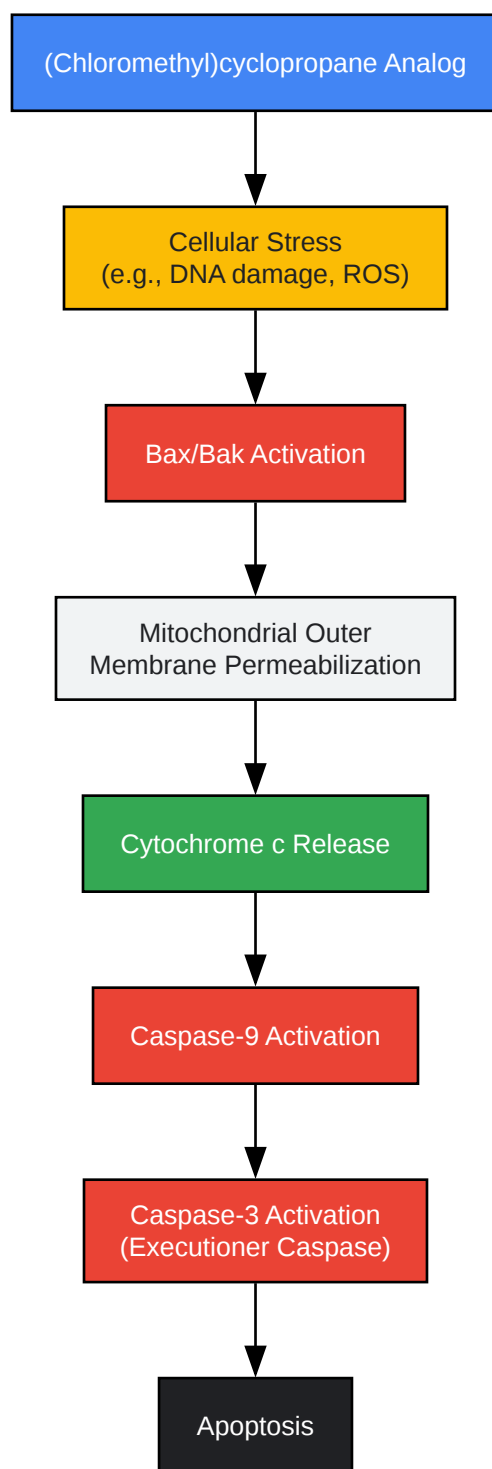 (Chloromethyl)cyclopropane Analog
Cellular Stress
(e.g., DNA damage, ROS)
Bax/Bak Activation
Mitochondrial Outer
Membrane Permeabilization
Cytochrome c Release
Caspase-9 Activation
Caspase-3 Activation
(Executioner Caspase)
Apoptosis